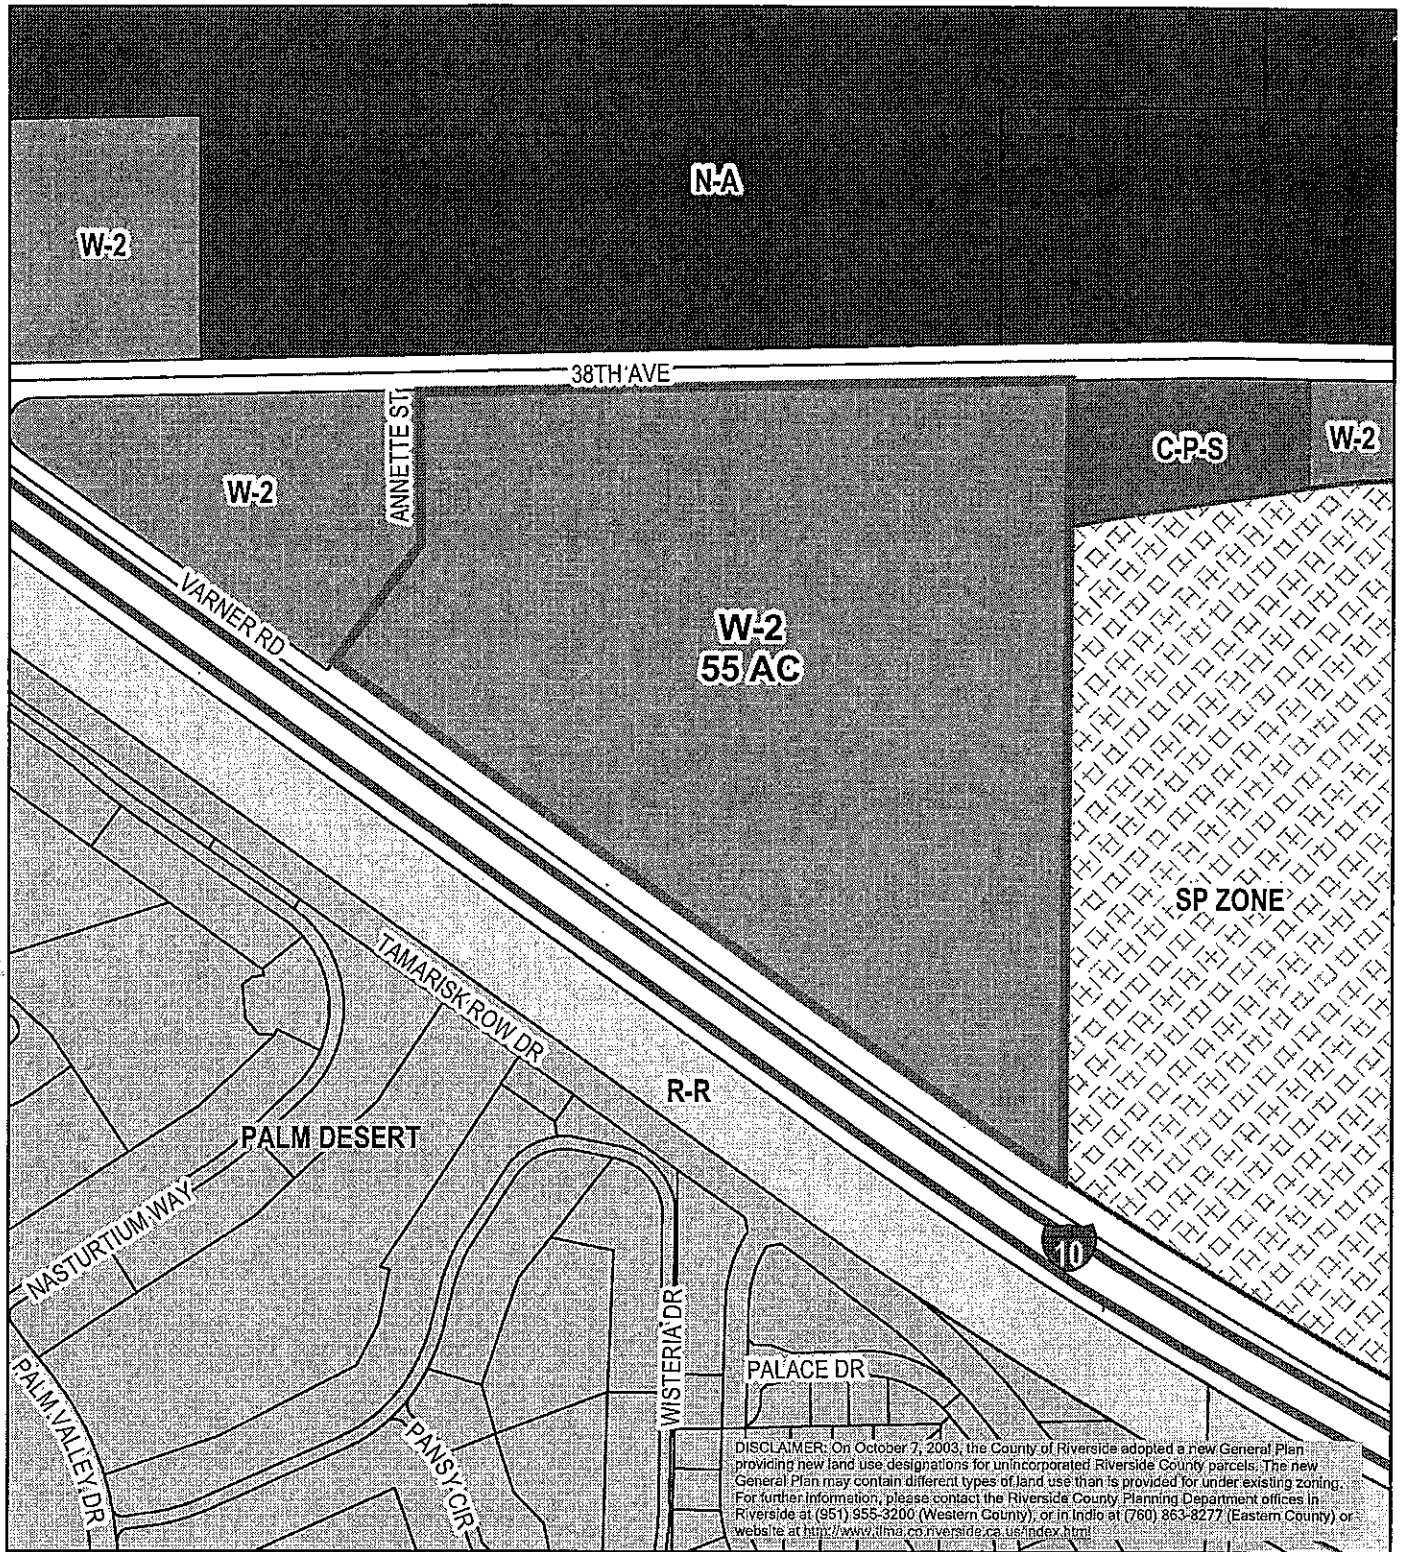 N-A
W-2
38TH AVE
ANNETTE ST
C-P-S
W-2
W-2
VARNER RD
W-2
55 AC
SP ZONE
TAMARISK ROW DR
R-R
PALM DESERT
NASTURTIUM WAY
10
WISTERIA DR
PALACE DR
PALM VALLEY DR
PANSY CIR
DISCLAIMER: On October 7, 2003, the County of Riverside adopted a new General Plan
providing new land use designations for unincorporated Riverside County parcels. The new
General Plan may contain different types of land use than is provided for under existing zoning.
For further information, please contact the Riverside County Planning Department offices in
Riverside at (951) 955-3200 (Western County), or in Indio at (760) 863-8277 (Eastern County) or
website at http://www.tlma.co.riverside.ca.us/index.html